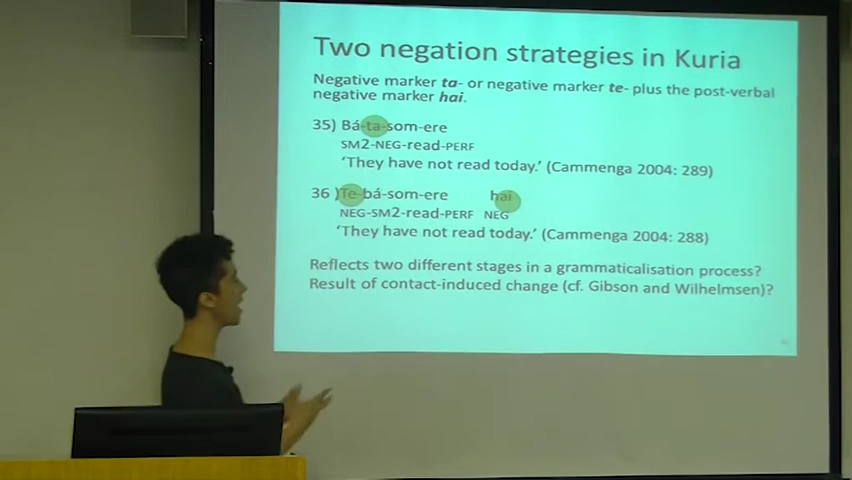 Two negation strategies in Kuria
Negative marker ta- or negative marker te- plus the post-verbal
negative marker hai.
35) Bá-ta-som-ere
SM2-NEG-read-PERF
‘They have not read today.’ (Cammenga 2004: 289)
36 )Te-bá-som-ere hai
NEG-SM2-read-PERF NEG
‘They have not read today.’ (Cammenga 2004: 288)
Reflects two different stages in a grammaticalisation process?
Result of contact-induced change (cf. Gibson and Wilhelmsen)?